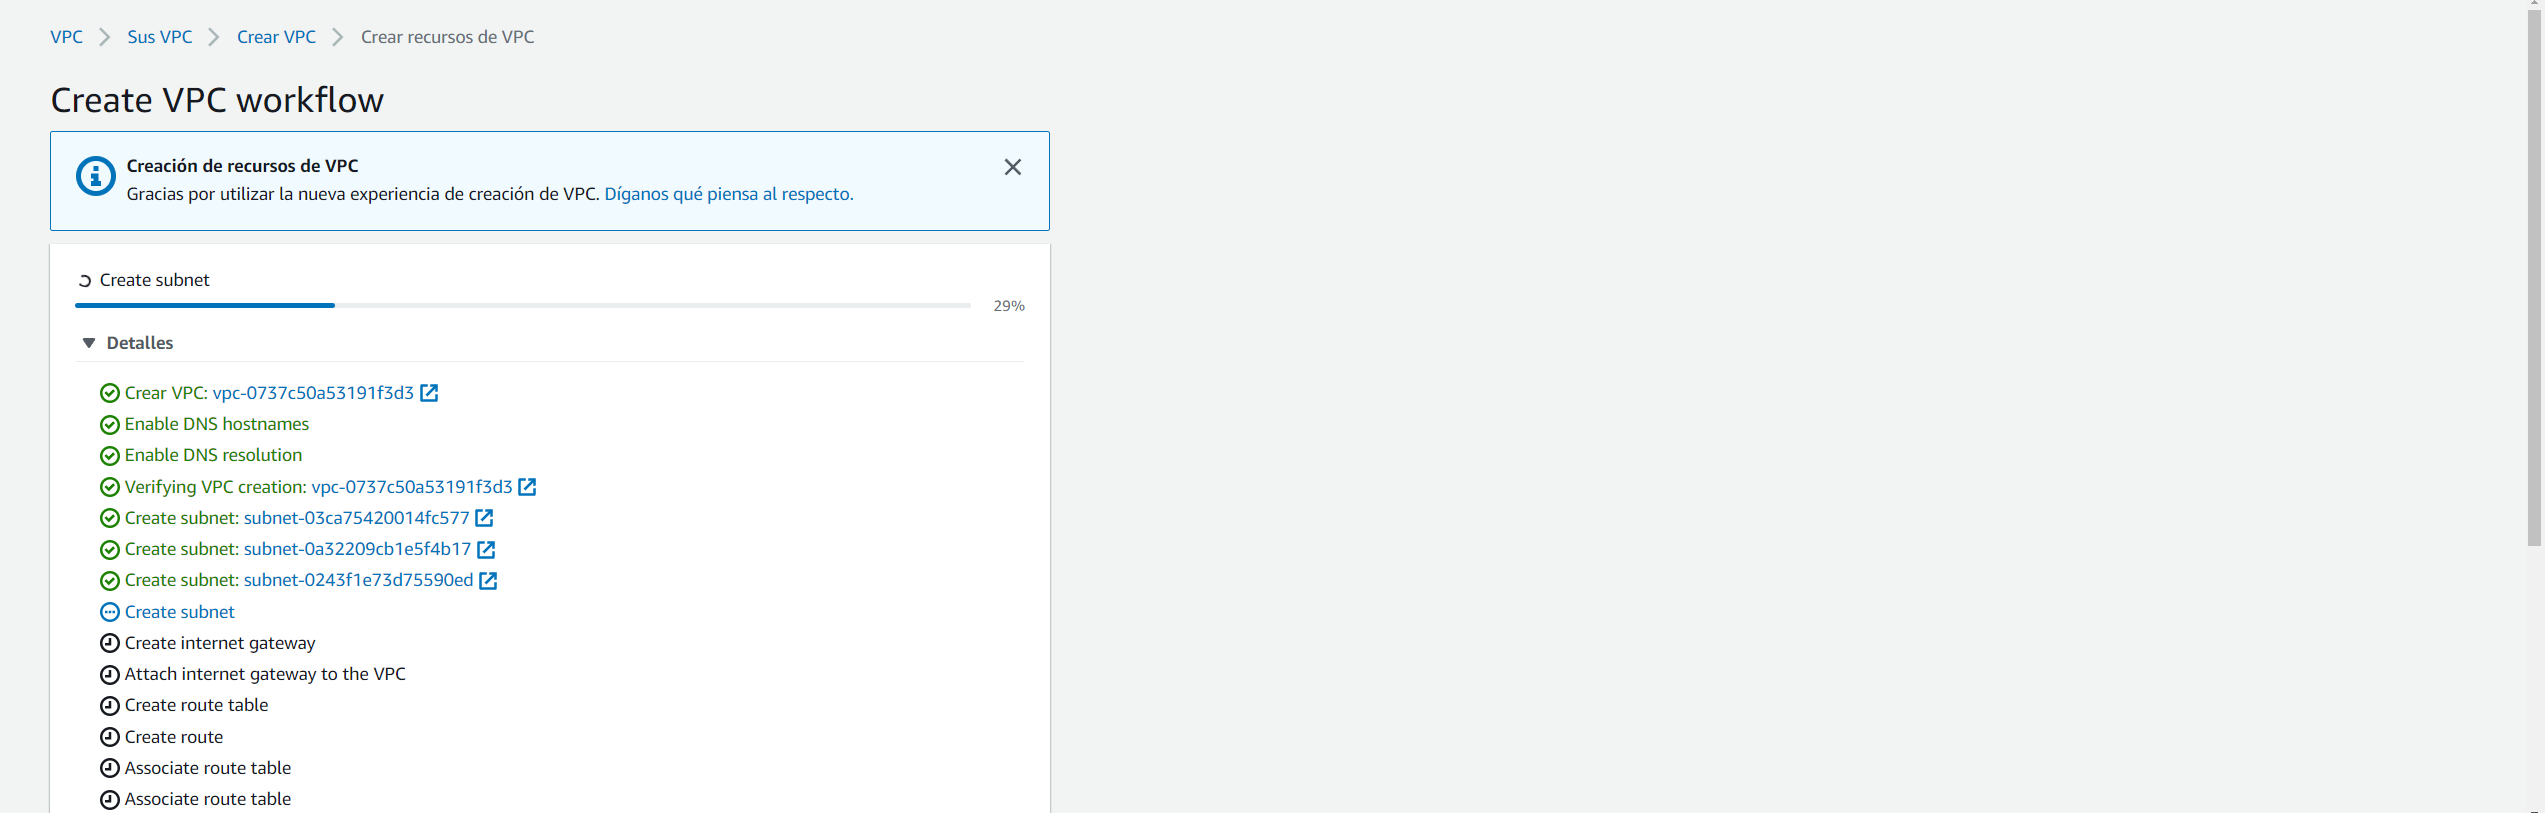 VPC Sus VPC Crear VPC Crear recursos de VPC
Create VPC workflow
Creación de recursos de VPC
Gracias por utilizar la nueva experiencia de creación de VPC. Díganos qué piensa al respecto.
Create subnet
29%
Detalles
Crear VPC: vpc-0737c50a53191f3d3
Enable DNS hostnames
Enable DNS resolution
Verifying VPC creation: vpc-0737c50a53191f3d3
Create subnet: subnet-03ca75420014fc577
Create subnet: subnet-0a32209cb1e5f4b17
Create subnet: subnet-0243f1e73d75590ed
Create subnet
Create internet gateway
Attach internet gateway to the VPC
Create route table
Create route
Associate route table
Associate route table